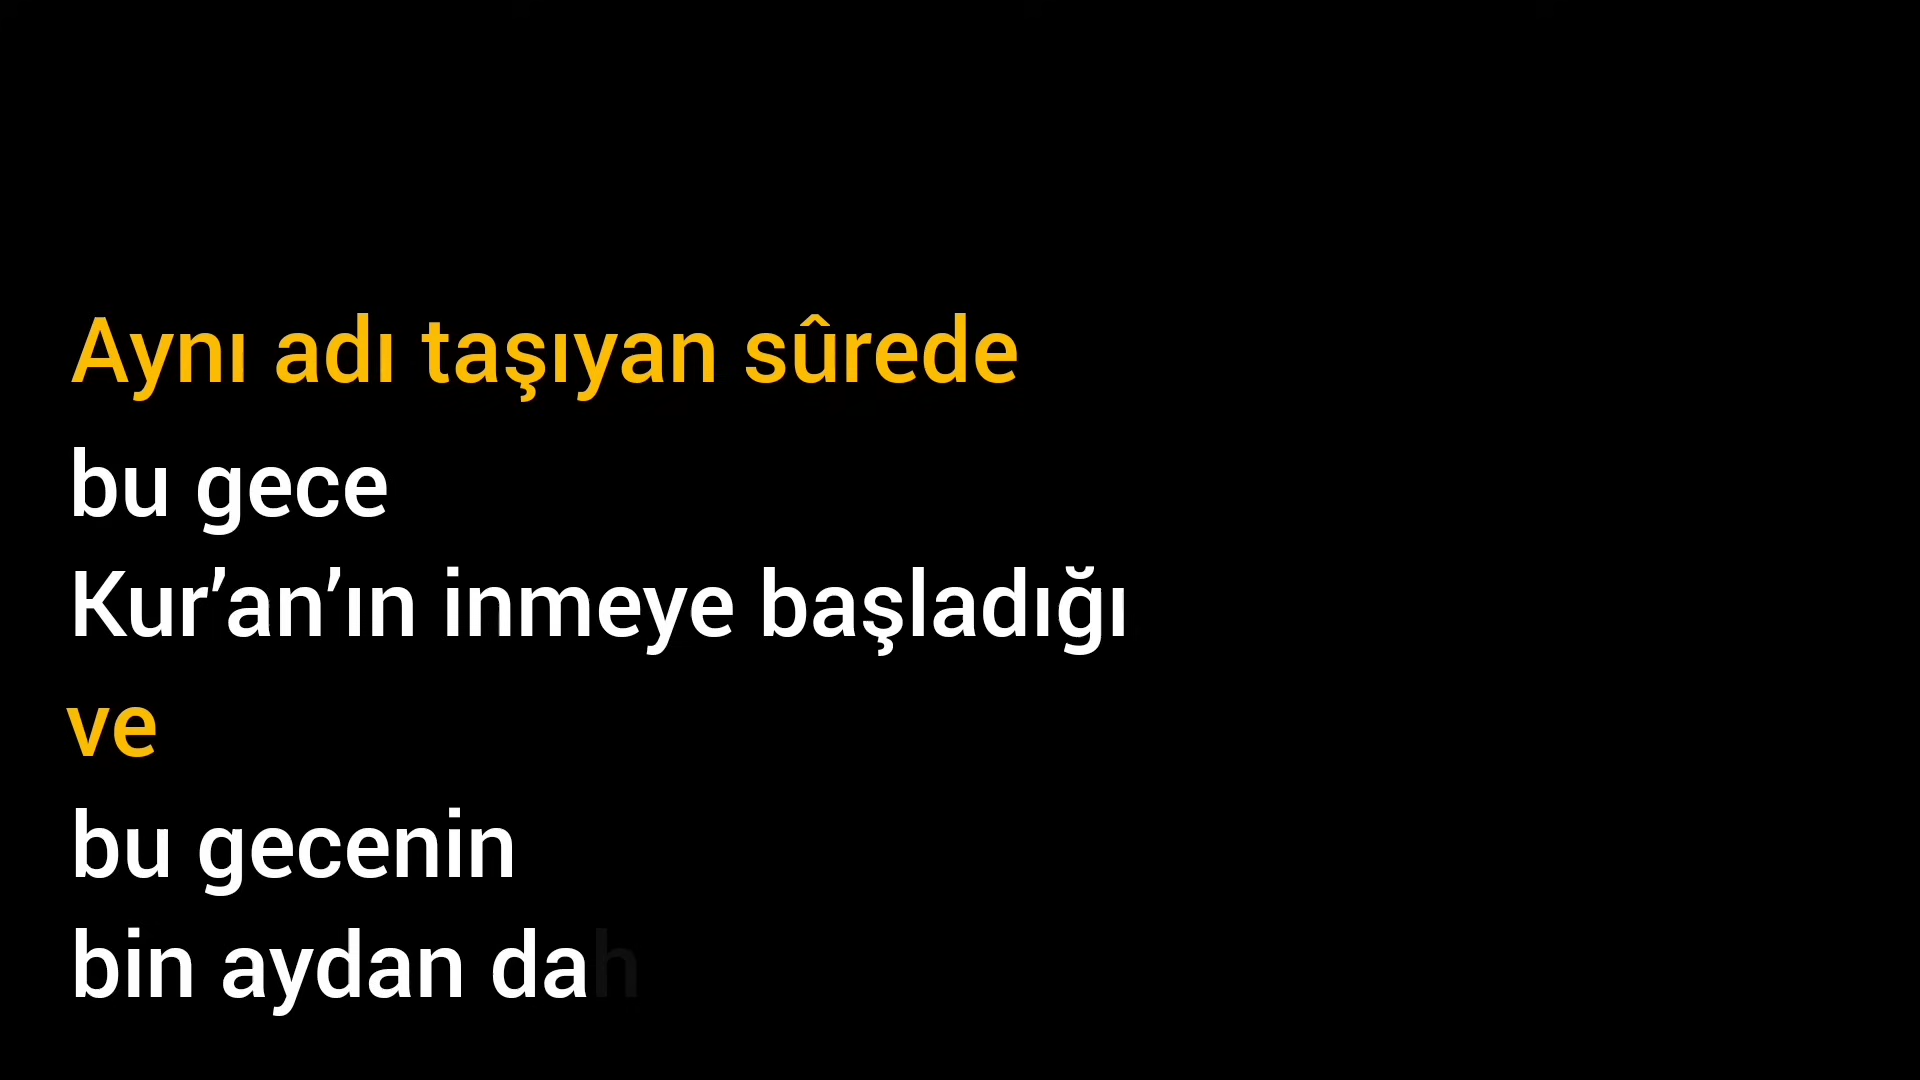 Aynı adı taşıyan sûrede
bu gece
Kur’an’ın inmeye başladığı
ve
bu gecenin
bin aydan dah